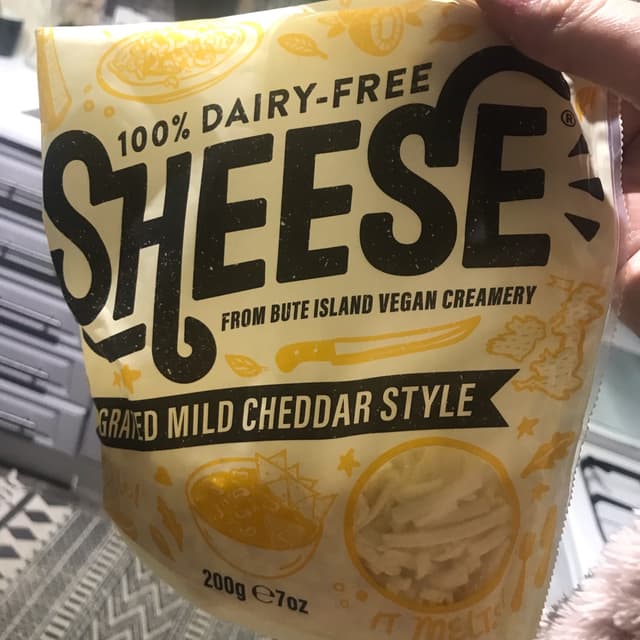 100% DAIRY-FREE
SHEESE®
FROM BUTE ISLAND VEGAN CREAMERY
GRATED MILD CHEDDAR STYLE
200g ℮7oz
IT MELTS